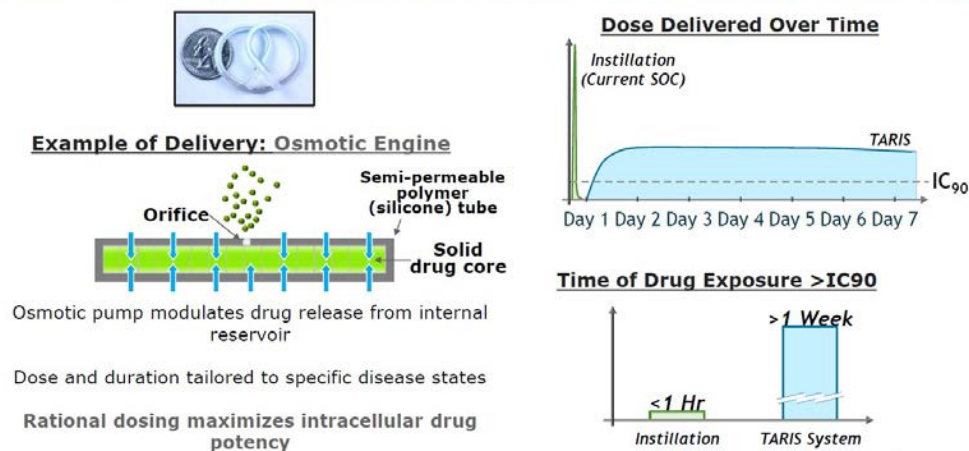 Example of Delivery: Osmotic Engine
Orifice
Semi-permeable
polymer
(silicone) tube
Solid
drug core
Osmotic pump modulates drug release from internal
reservoir
Dose and duration tailored to specific disease states
Rational dosing maximizes intracellular drug
potency
Dose Delivered Over Time
Instillation
(Current SOC)
TARIS
IC90
Day 1 Day 2 Day 3 Day 4 Day 5 Day 6 Day 7
Time of Drug Exposure >IC90
>1 Week
<1 Hr
Instillation
TARIS System